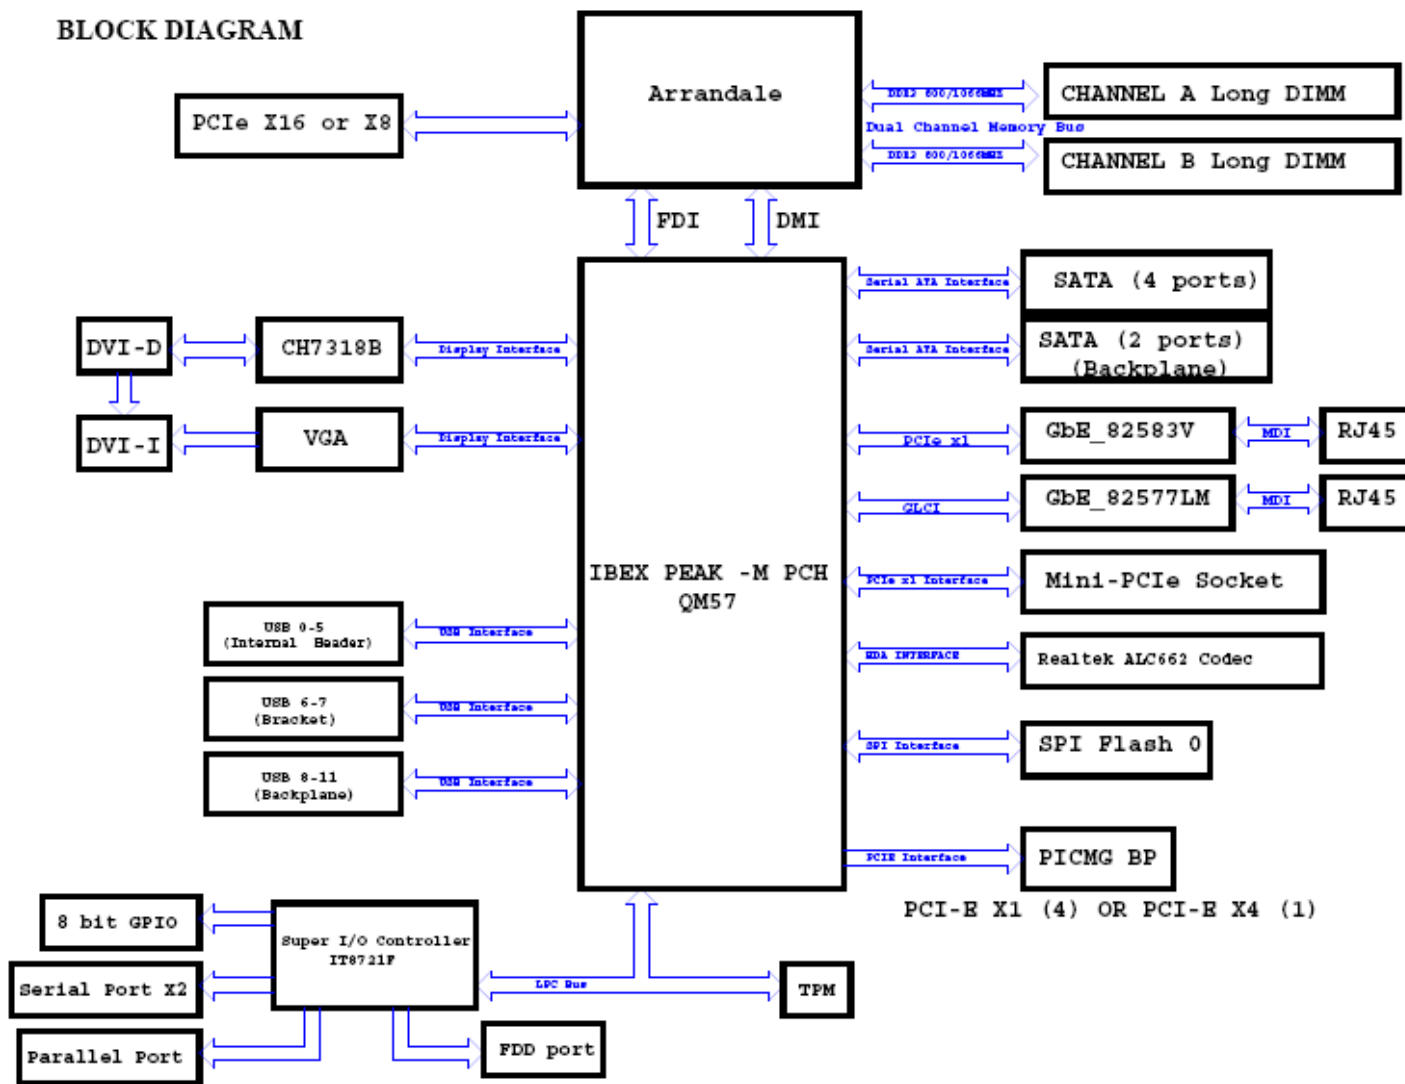 BLOCK DIAGRAM
Arrandale
PCIe X16 or X8
CHANNEL A Long DIMM
Dual Channel Memory Bus
CHANNEL B Long DIMM
FDI
DMI
Serial ATA Interface
SATA (4 ports)
DVI-D
CH7318B
Display Interface
Serial ATA Interface
SATA (2 ports)
(Backplane)
DVI-I
VGA
Display Interface
PCIe x1
GbE_82583V
MDI
RJ45
GLCI
GbE_82577LM
MDI
RJ45
IBEX PEAK -M PCH
QM57
PCIe x1 Interface
Mini-PCIe Socket
USB 0-5
(Internal Header)
USB Interface
HDA INTERFACE
Realtek ALC662 Codec
USB 6-7
(Bracket)
USB Interface
SPI Interface
SPI Flash 0
USB 8-11
(Backplane)
USB Interface
PCIE Interface
PICMG BP
PCI-E X1 (4) OR PCI-E X4 (1)
8 bit GPIO
Super I/O Controller
IT8721F
Serial Port X2
LPC Bus
TPM
Parallel Port
FDD port